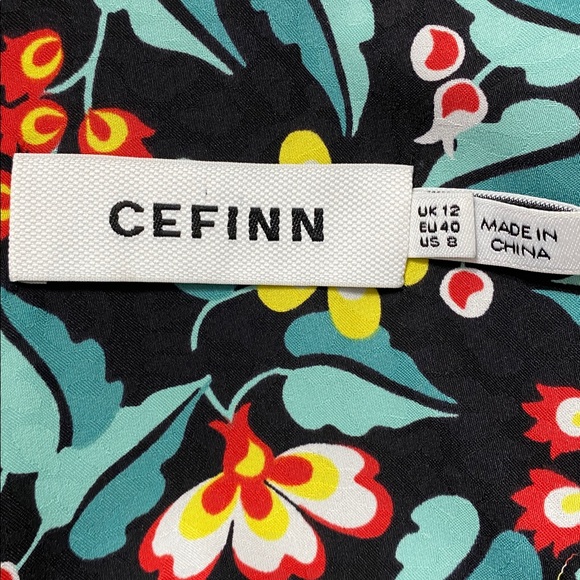 CEFINN
UK 12
EU 40
US 8
MADE IN
CHINA